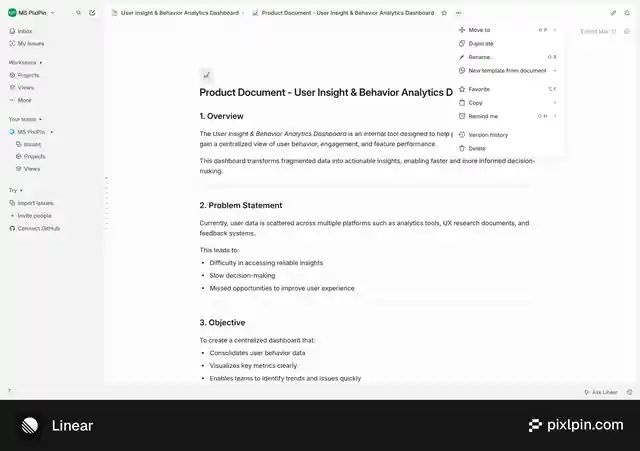 MS PixlPin
Inbox
My issues
Workspace
Projects
Views
More
Your teams
MS PixlPin
Issues
Projects
Views
Try
Import issues
Invite people
Connect GitHub
User Insight & Behavior Analytics Dashboard
Product Document - User Insight & Behavior Analytics Dashboard
Edited Mar
Move to
Duplicate
Rename...
New template from document
Favorite
Copy
Remind me
Version history
Delete
Product Document - User Insight & Behavior Analytics D
1. Overview
The User Insight & Behavior Analytics Dashboard is an internal tool designed to help
gain a centralized view of user behavior, engagement, and feature performance.
This dashboard transforms fragmented data into actionable insights, enabling faster and more informed decision-
making.
2. Problem Statement
Currently, user data is scattered across multiple platforms such as analytics tools, UX research documents, and
feedback systems.
This leads to:
• Difficulty in accessing reliable insights
• Slow decision-making
• Missed opportunities to improve user experience
3. Objective
To create a centralized dashboard that:
• Consolidates user behavior data
• Visualizes key metrics clearly
• Enables teams to identify trends and issues quickly
Ask Linear
Linear
pixlpin.com